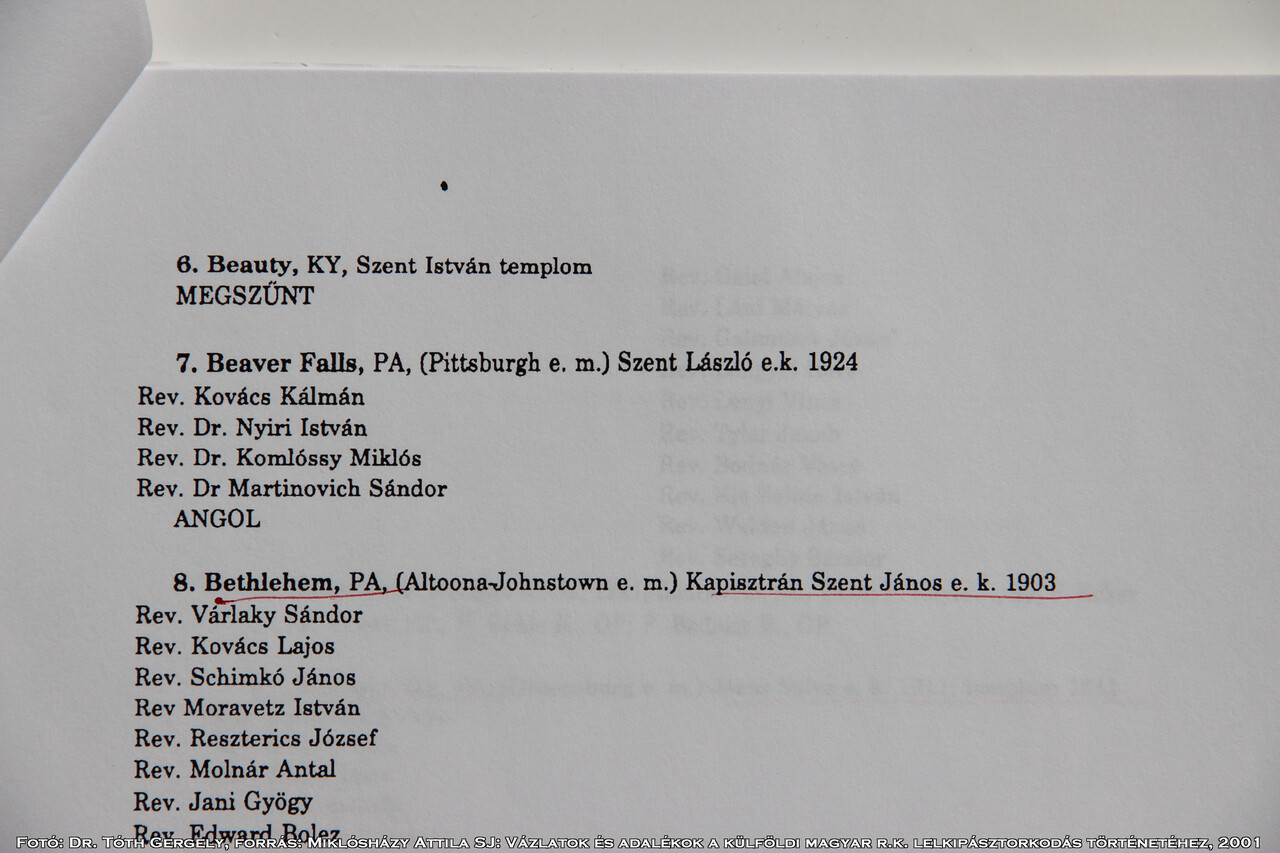 6. Beauty, KY, Szent István templom
MEGSZŰNT
7. Beaver Falls, PA, (Pittsburgh e. m.) Szent László e.k. 1924
Rev. Kovács Kálmán
Rev. Dr. Nyiri István
Rev. Dr. Komlóssy Miklós
Rev. Dr Martinovich Sándor
ANGOL
8. Bethlehem, PA, (Altoona-Johnstown e. m.) Kapisztrán Szent János e. k. 1903
Rev. Várlaky Sándor
Rev. Kovács Lajos
Rev. Schimkó János
Rev Moravetz István
Rev. Reszterics József
Rev. Molnár Antal
Rev. Jani Gyögy
Rev. Edward Bolez
Fotó: Dr. Tóth Gergely, forrás: Miklósházy Attila SJ: Vázlatok és adalékok a külföldi magyar r.k. lelkipásztorkodás történetéhez, 2001